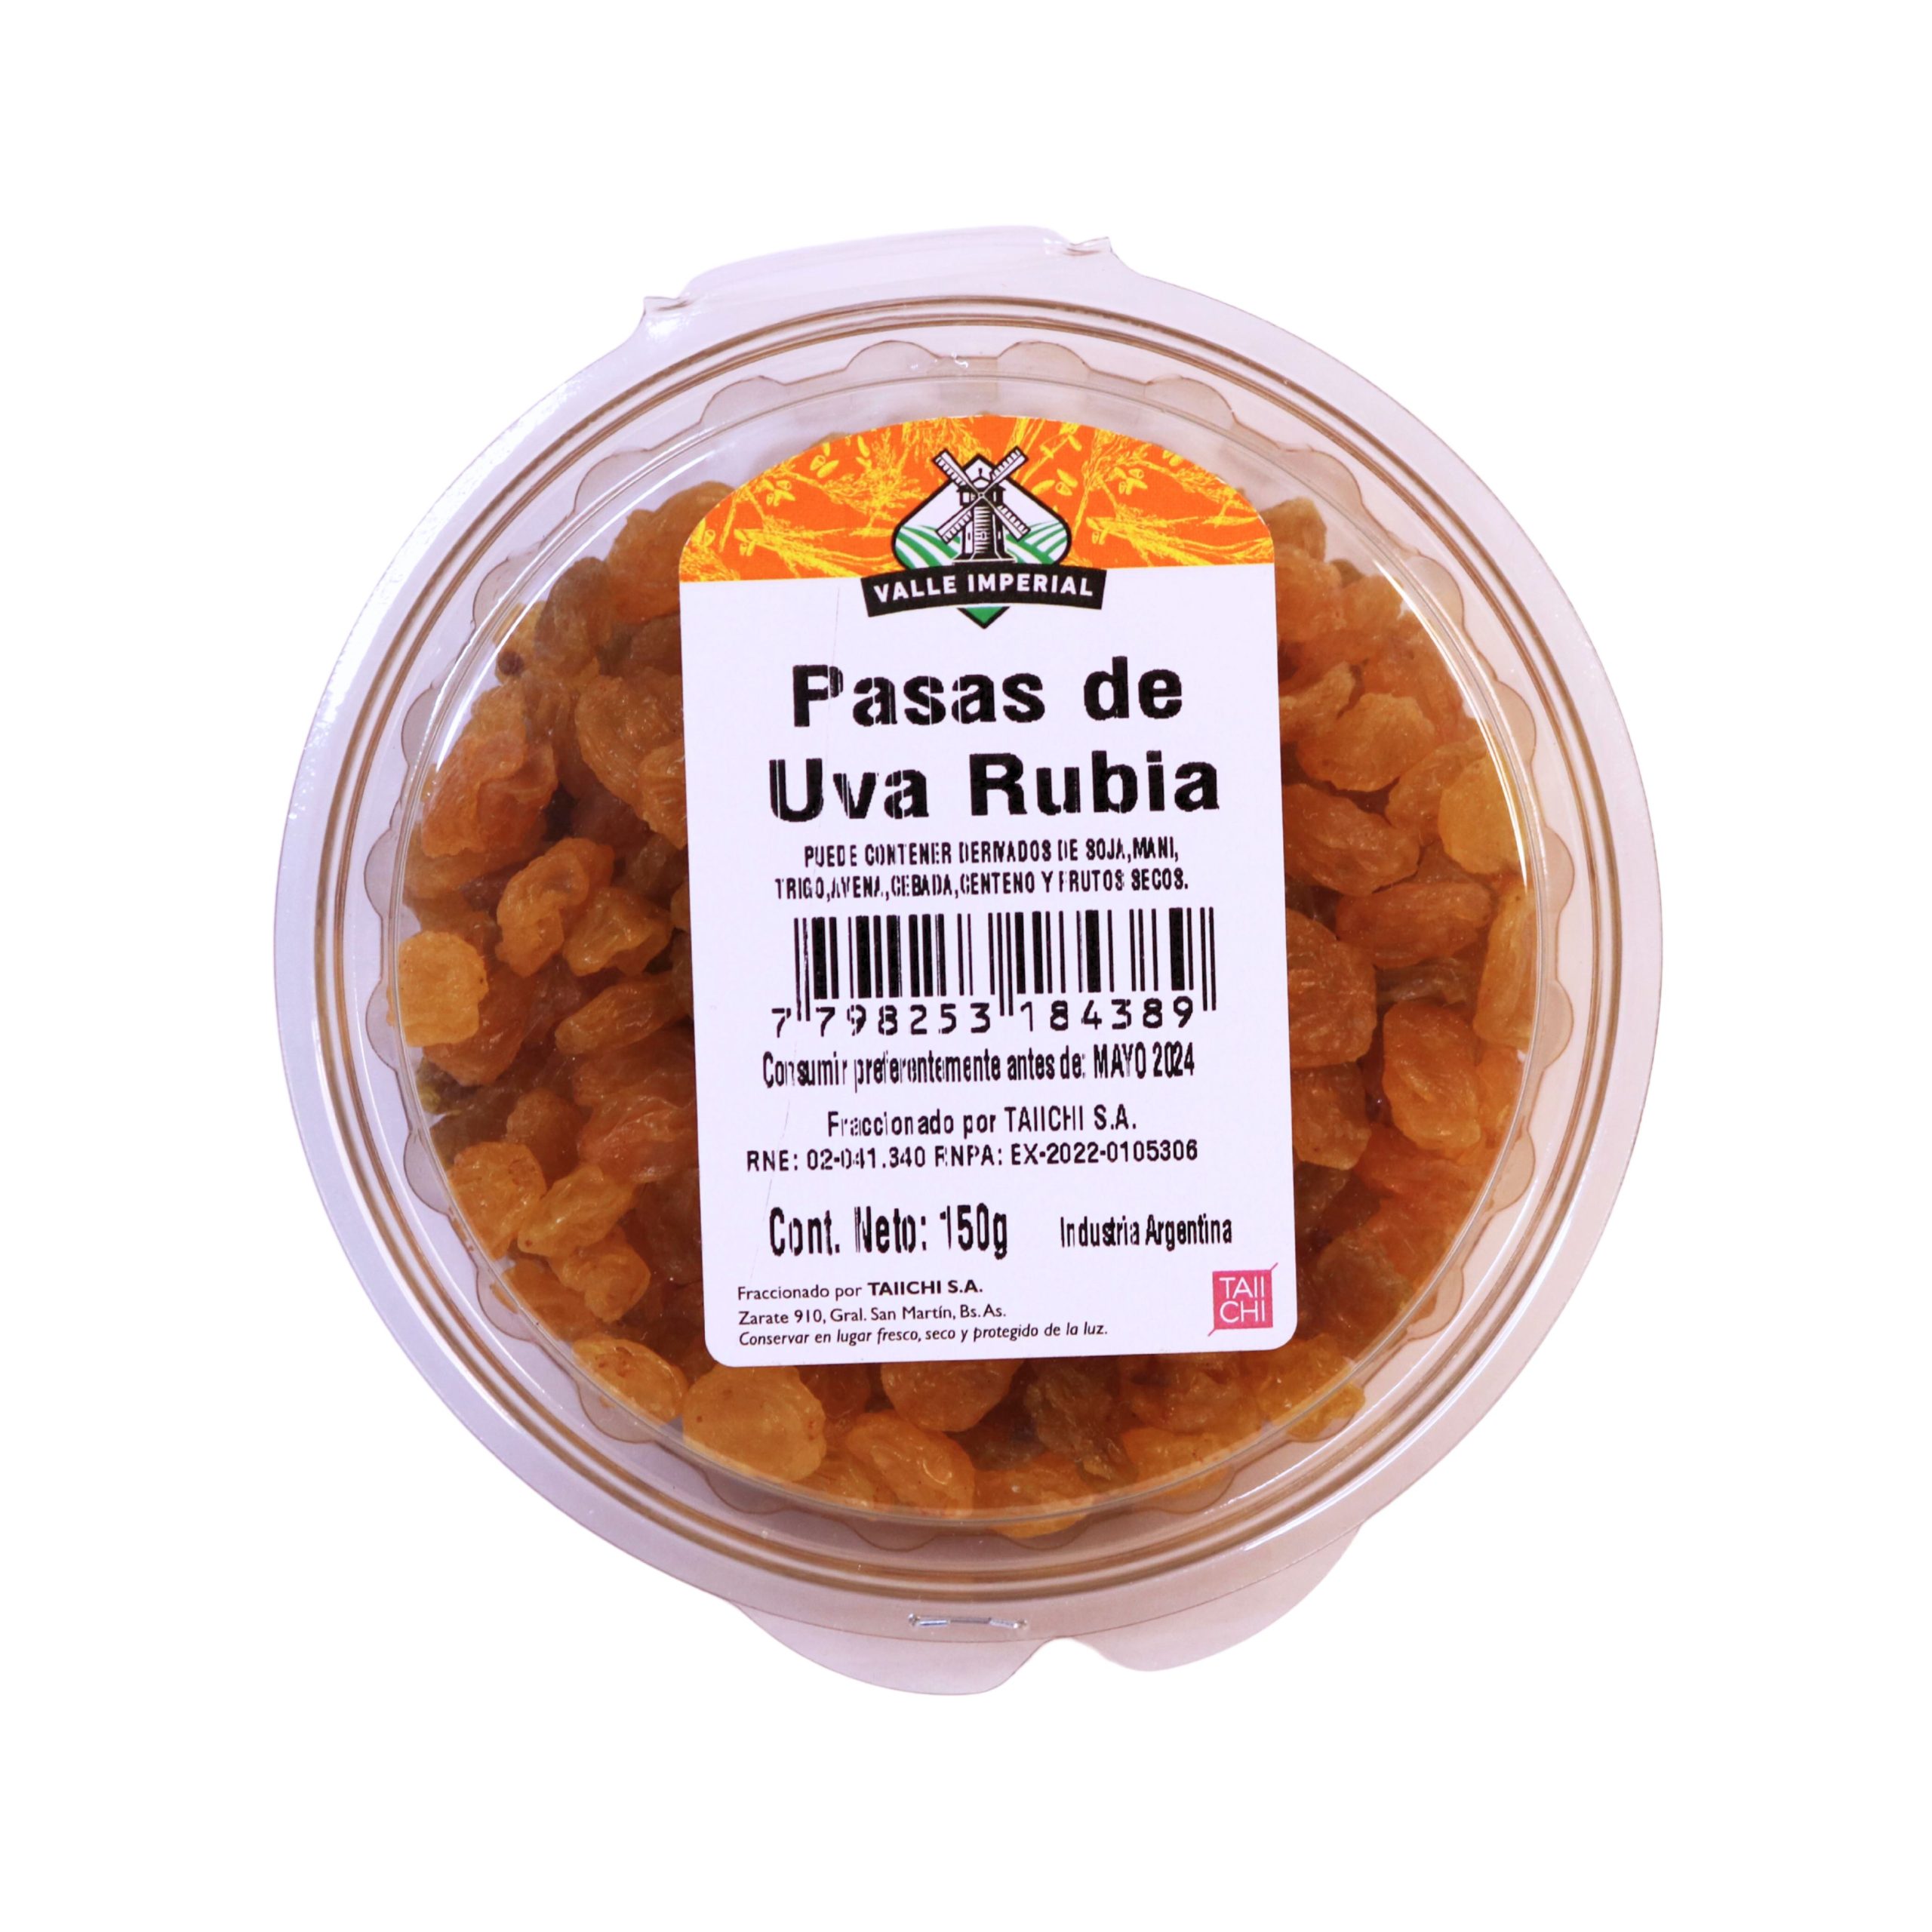 VALLE IMPERIAL
Pasas de
Uva Rubia
PUEDE CONTENER DERIVADOS DE SOJA,MANI,
TRIGO,AVENA,CEBADA,CENTENO Y FRUTOS SECOS.
7 798253 184389
Consumir preferentemente antes de: MAYO 2024
Fraccionado por TAIICHI S.A.
RNE: 02-041.340 RNPA: EX-2022-0105306
Cont. Neto: 150g Industria Argentina
Fraccionado por TAIICHI S.A.
Zarate 910, Gral. San Martín, Bs. As.
Conservar en lugar fresco, seco y protegido de la luz.
TAII
CHI